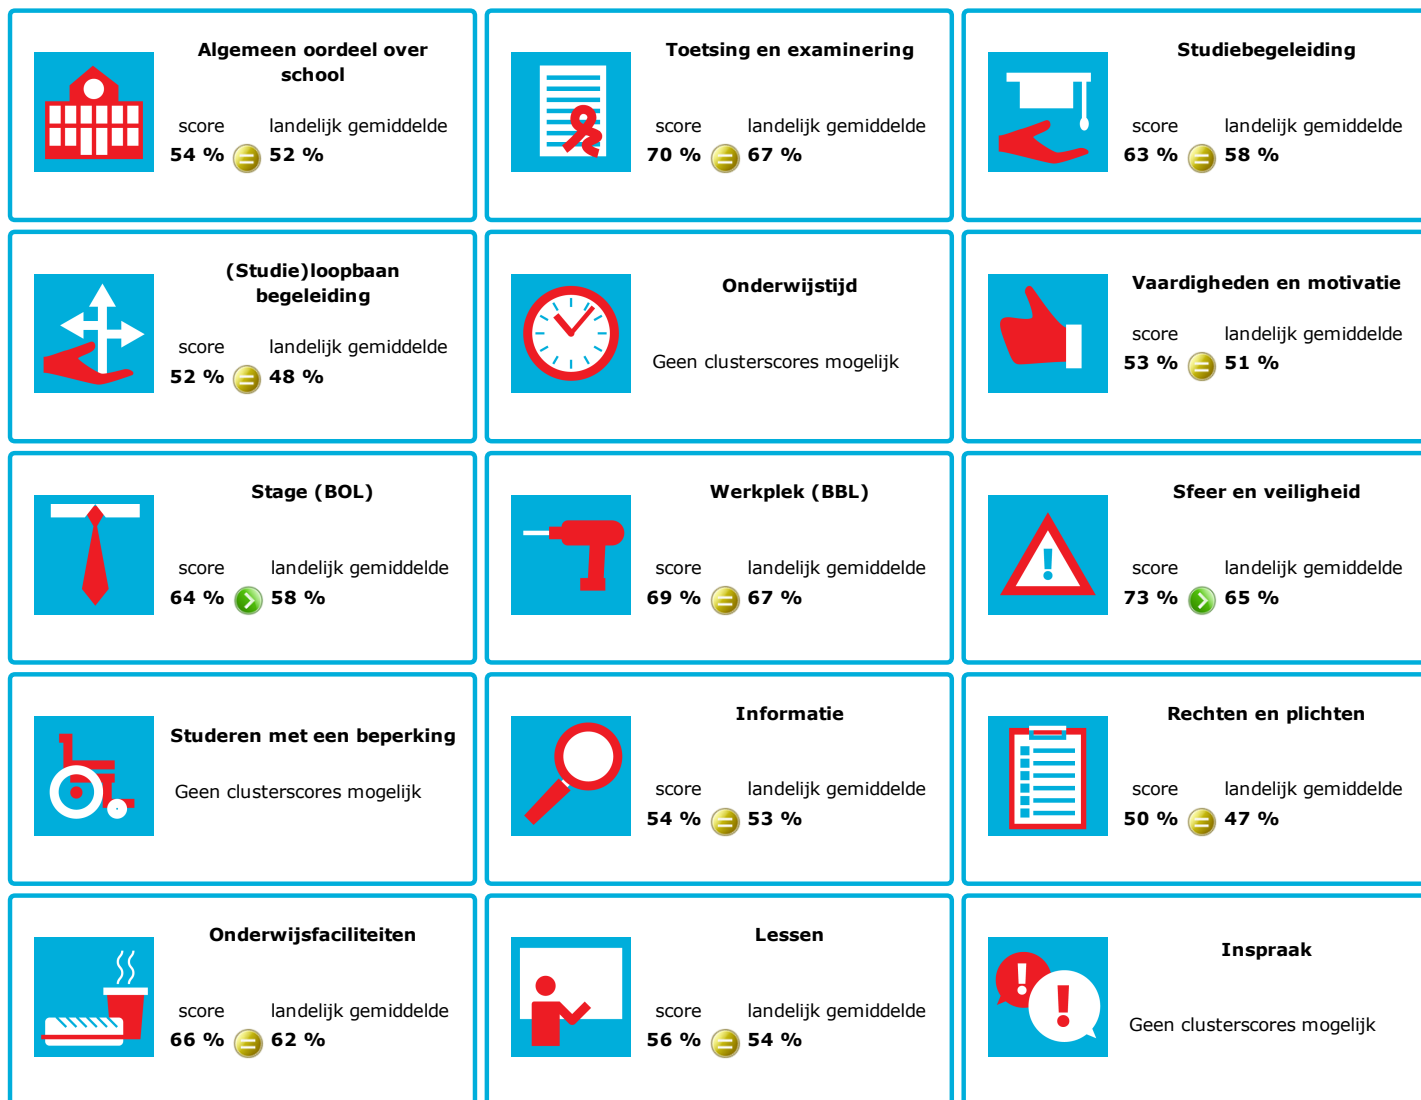 Algemeen oordeel over
school
score landelijk gemiddelde
54 % = 52 %
Toetsing en examinering
score landelijk gemiddelde
70 % = 67 %
Studiebegeleiding
score landelijk gemiddelde
63 % = 58 %
(Studie)loopbaan
begeleiding
score landelijk gemiddelde
52 % = 48 %
Onderwijstijd
Geen clusterscores mogelijk
Vaardigheden en motivatie
score landelijk gemiddelde
53 % = 51 %
Stage (BOL)
score landelijk gemiddelde
64 % > 58 %
Werkplek (BBL)
score landelijk gemiddelde
69 % = 67 %
Sfeer en veiligheid
score landelijk gemiddelde
73 % > 65 %
Studeren met een beperking
Geen clusterscores mogelijk
Informatie
score landelijk gemiddelde
54 % = 53 %
Rechten en plichten
score landelijk gemiddelde
50 % = 47 %
Onderwijsfaciliteiten
score landelijk gemiddelde
66 % = 62 %
Lessen
score landelijk gemiddelde
56 % = 54 %
Inspraak
Geen clusterscores mogelijk